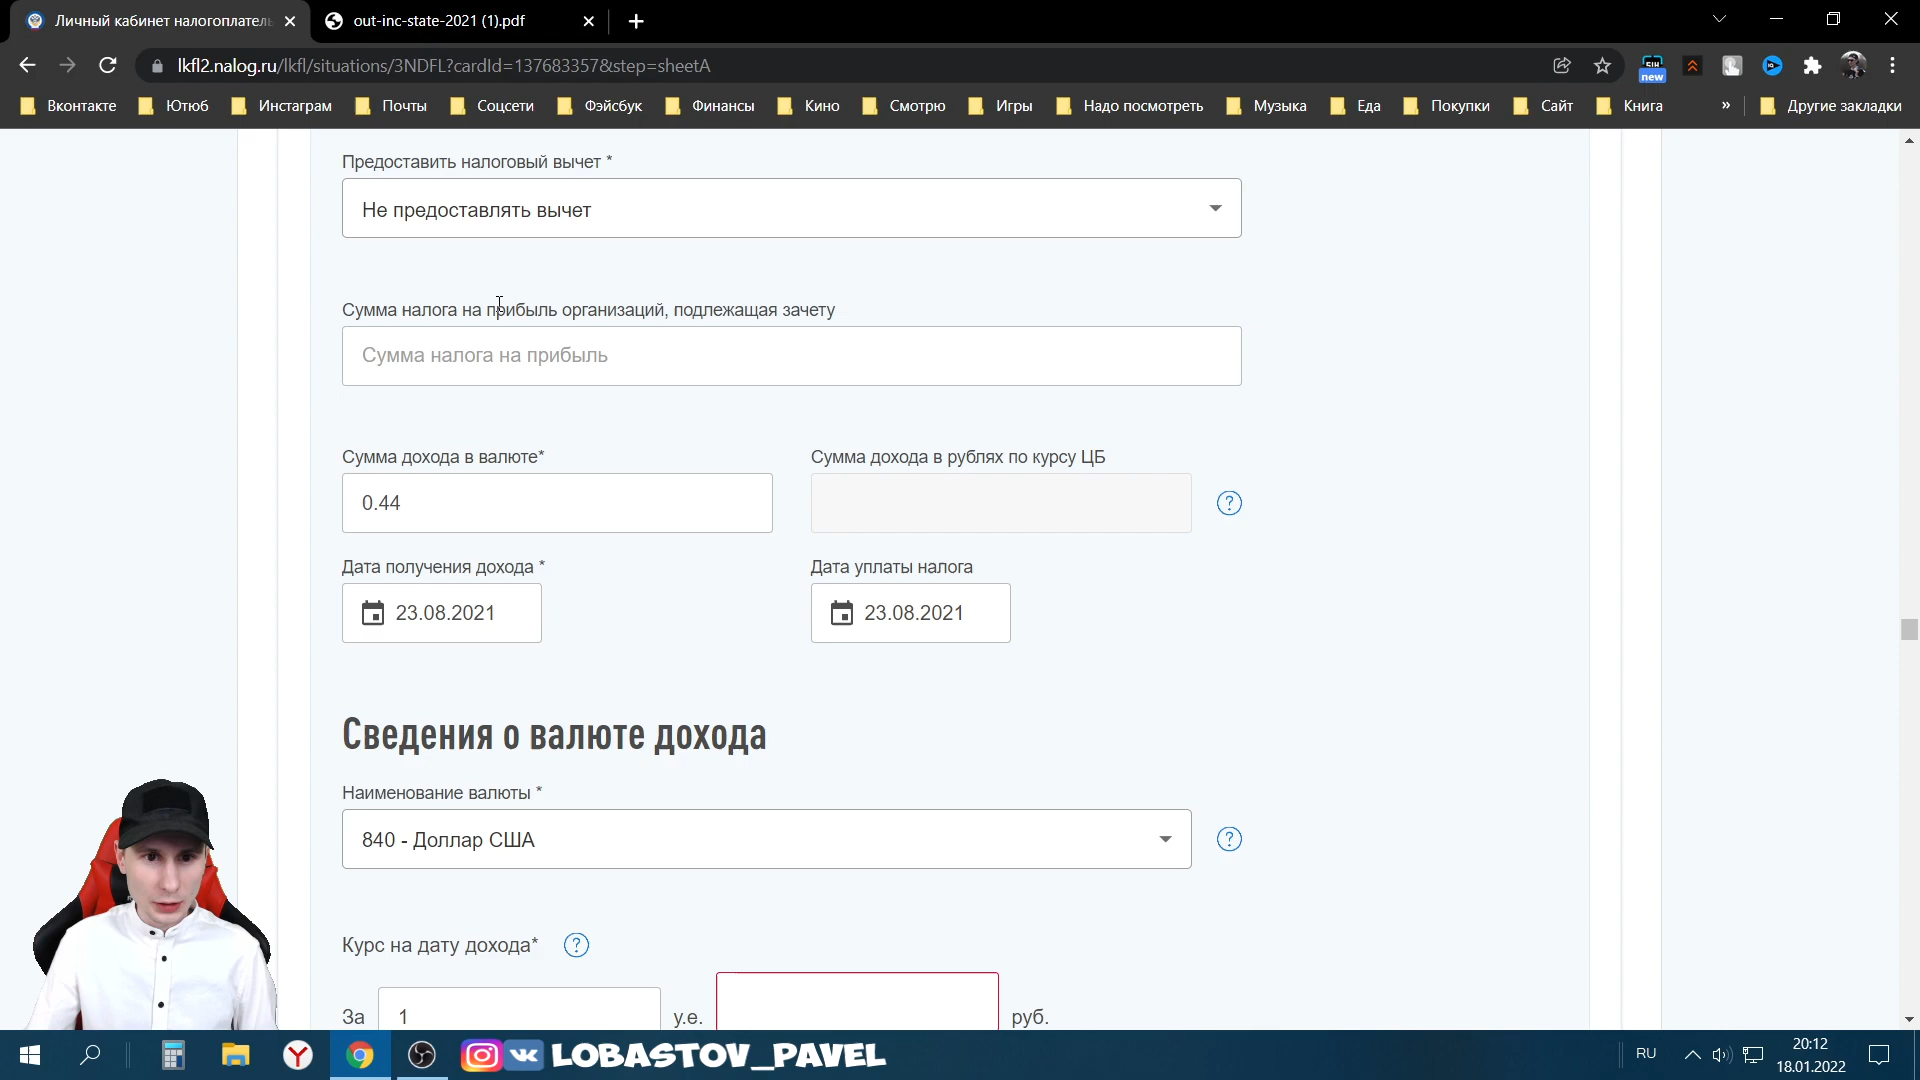 Личный кабинет налогоплатель
out-inc-state-2021 (1).pdf
lkfl2.nalog.ru/lkfl/situations/3NDFL?cardId=137683357&step=sheetA
new
Вконтакте
Ютюб
Инстаграм
Почты
Соцсети
Фэйсбук
Финансы
Кино
Смотрю
Игры
Надо посмотреть
Музыка
Еда
Покупки
Сайт
Книга
»
Другие закладки
Предоставить налоговый вычет *
Не предоставлять вычет
Сумма налога на прибыль организаций, подлежащая зачету
Сумма налога на прибыль
Сумма дохода в валюте*
Сумма дохода в рублях по курсу ЦБ
0.44
?
Дата получения дохода *
Дата уплаты налога
23.08.2021
23.08.2021
Сведения о валюте дохода
Наименование валюты *
840 - Доллар США
?
Курс на дату дохода* ?
За 1 у.е. руб.
LOBASTOV_PAVEL
RU
20:12
18.01.2022